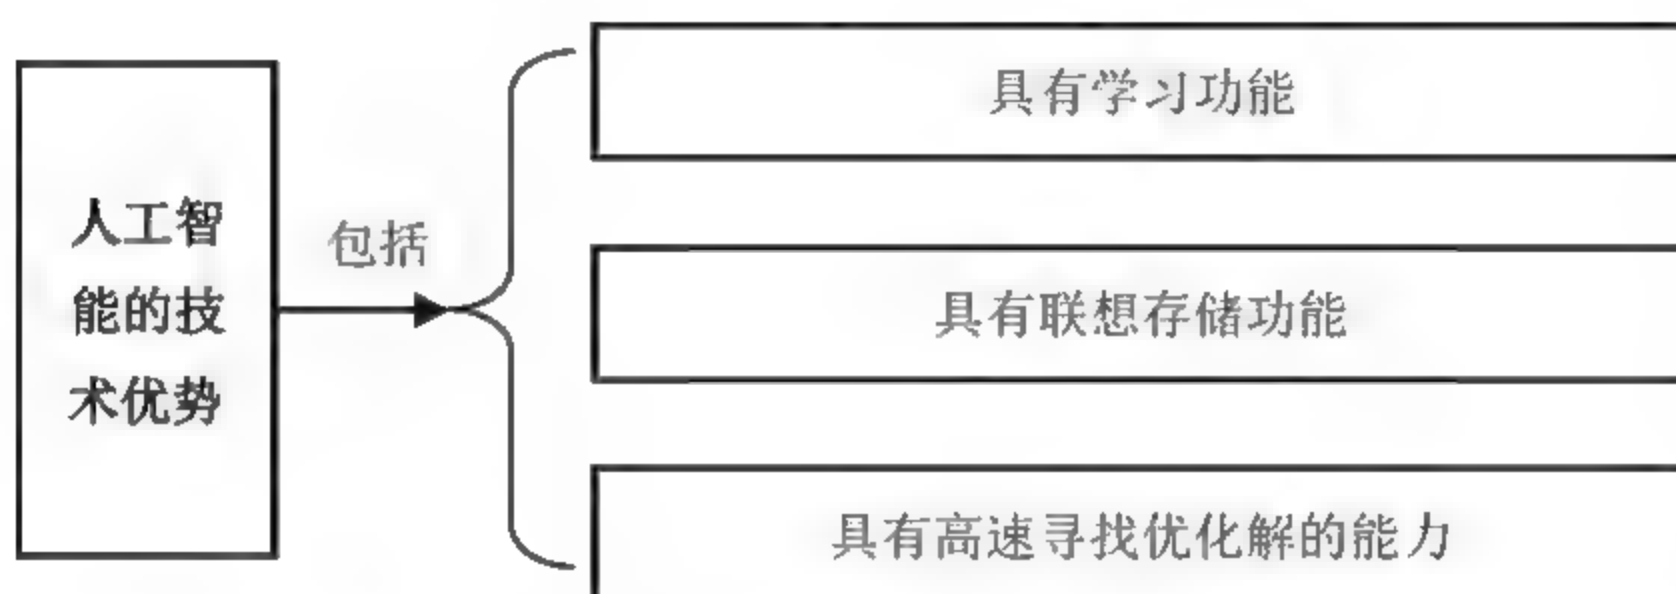 人工智
能的技
术优势
包括
具有学习功能
具有联想存储功能
具有高速寻找优化解的能力